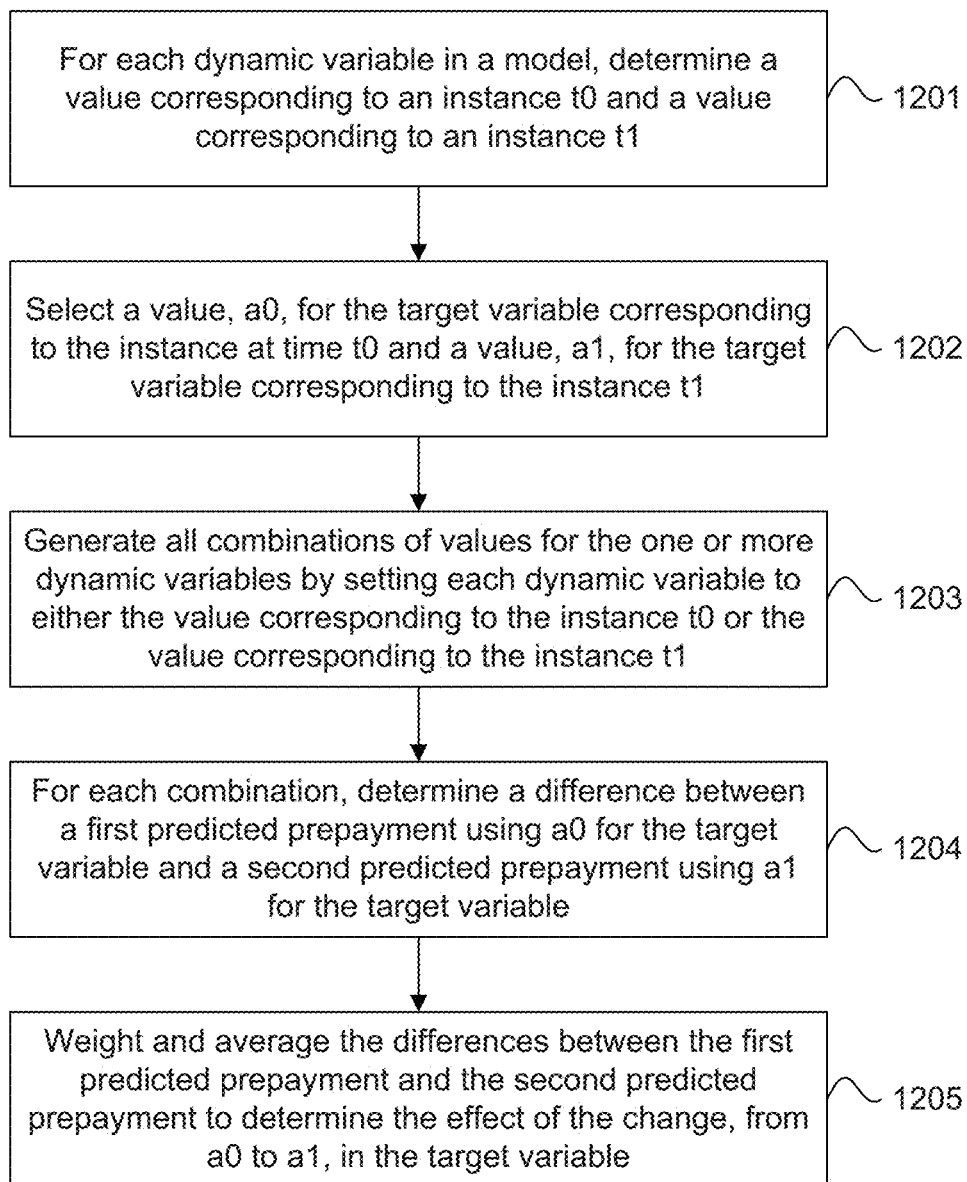 For each dynamic variable in a model, determine a
value corresponding to an instance t0 and a value
corresponding to an instance t1
1201
Select a value, a0, for the target variable corresponding
to the instance at time t0 and a value, a1, for the target
variable corresponding to the instance t1
1202
Generate all combinations of values for the one or more
dynamic variables by setting each dynamic variable to
either the value corresponding to the instance t0 or the
value corresponding to the instance t1
1203
For each combination, determine a difference between
a first predicted prepayment using a0 for the target
variable and a second predicted prepayment using a1
for the target variable
1204
Weight and average the differences between the first
predicted prepayment and the second predicted
prepayment to determine the effect of the change, from
a0 to a1, in the target variable
1205